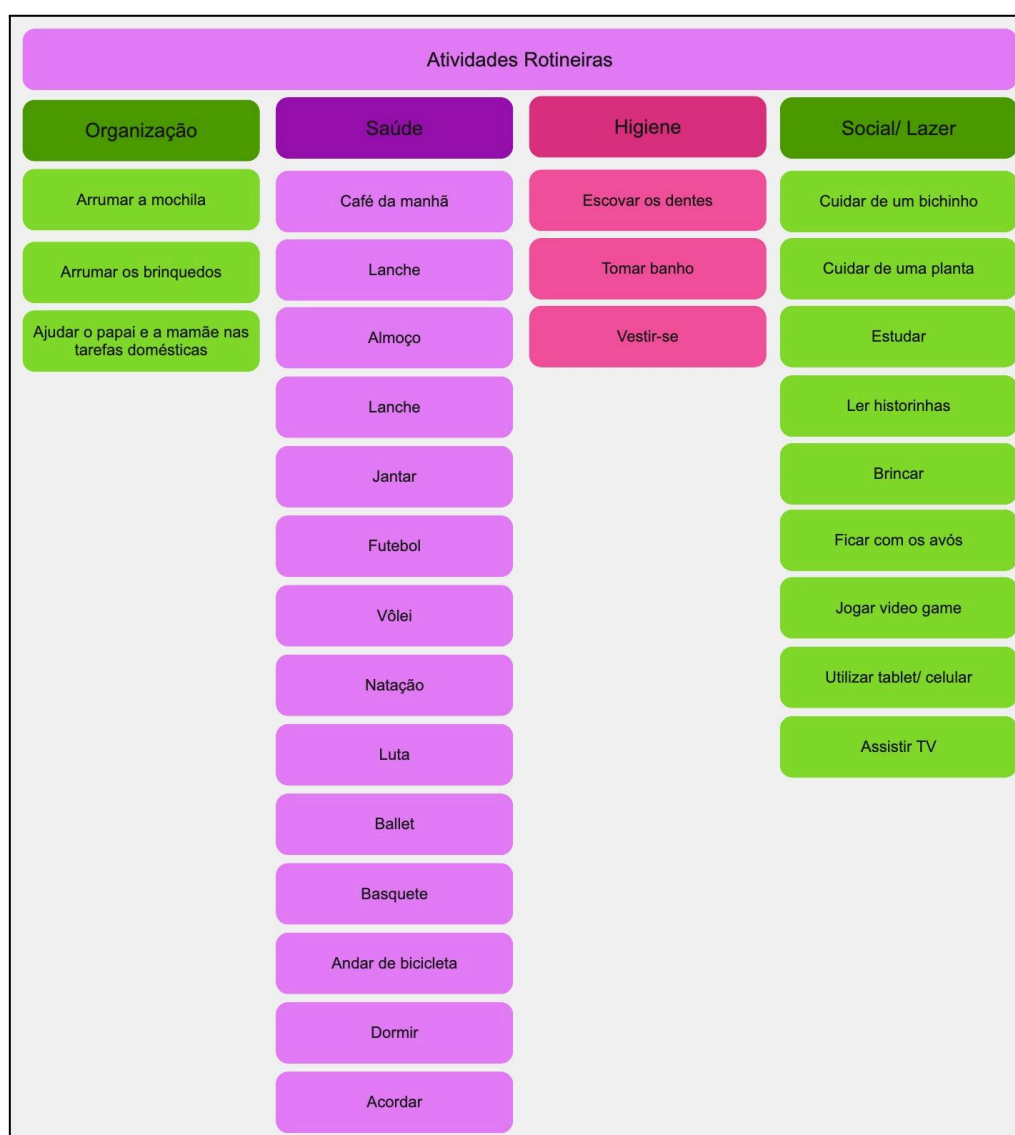 Atividades Rotineiras
Organização
Arrumar a mochila
Arrumar os brinquedos
Ajudar o papai e a mamãe nas
tarefas domésticas
Saúde
Café da manhã
Lanche
Almoço
Lanche
Jantar
Futebol
Vôlei
Natação
Luta
Ballet
Basquete
Andar de bicicleta
Dormir
Acordar
Higiene
Escovar os dentes
Tomar banho
Vestir-se
Social/ Lazer
Cuidar de um bichinho
Cuidar de uma planta
Estudar
Ler historinhas
Brincar
Ficar com os avós
Jogar video game
Utilizar tablet/ celular
Assistir TV